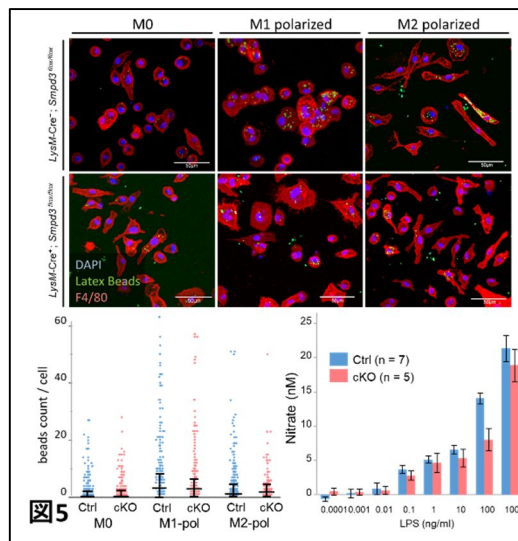 M0
M1 polarized
M2 polarized
LysM-Cre⁻; Smpd3 flox/flox
50μm
50μm
50μm
LysM-Cre⁺; Smpd3 flox/flox
DAPI
Latex Beads
F4/80
50μm
50μm
50μm
beads count / cell
60
40
20
0
Ctrl
cKO
Ctrl
cKO
Ctrl
cKO
M0
M1-pol
M2-pol
図5
Nitrate (nM)
25
20
15
10
5
0
Ctrl (n = 7)
cKO (n = 5)
0.0001
0.001
0.01
0.1
1
10
100
LPS (ng/ml)